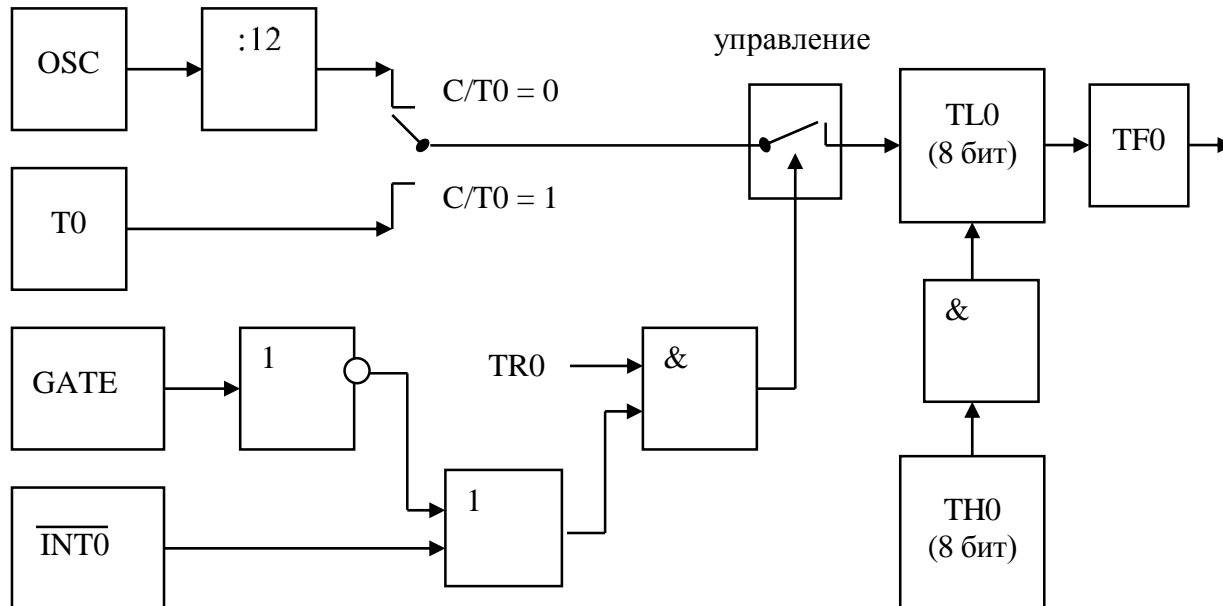 управление
OSC
:12
C/T0 = 0
TL0
(8 бит)
TF0
T0
C/T0 = 1
GATE
1
TR0
&
&
INT0
1
TH0
(8 бит)